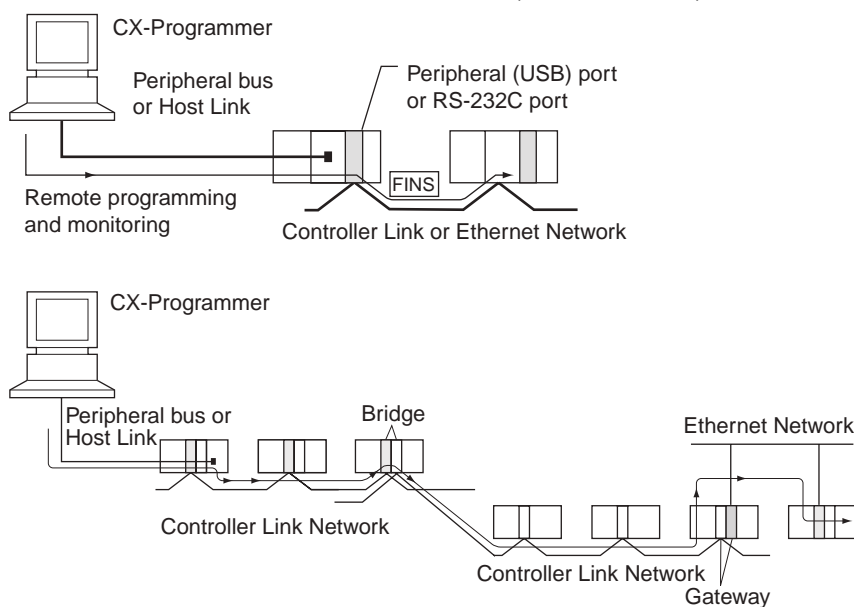 CX-Programmer
Peripheral bus
or Host Link
Peripheral (USB) port
or RS-232C port
FINS
Remote programming
and monitoring
Controller Link or Ethernet Network
CX-Programmer
Peripheral bus or
Host Link
Bridge
Ethernet Network
Controller Link Network
Controller Link Network
Gateway